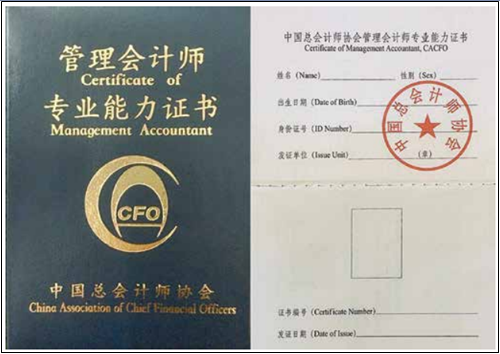 管理会计师
Certificate of
专业能力证书
Management Accountant
CFO
中国总会计师协会
China Association of Chief Financial Officers
中国总会计师协会管理会计师专业能力证书
Certificate of Management Accountant, CACFO
姓名 (Name) 性别 (Sex)
出生日期 (Date of Birth)
身份证号 (ID Number)
发证单位 (Issue Unit) (章)
中国总会计师协会
证书编号 (Certificate Number)
发证日期 (Date of Issue)